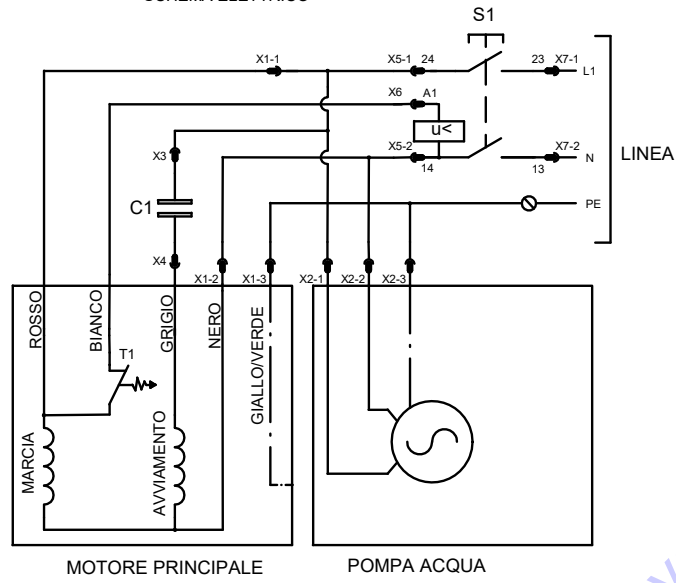 S1
X1-1
X5-1 24
23 X7-1
L1
X6 A1
u<
X3
X5-2
14
X7-2
13
N
LINEA
C1
PE
X4
X1-2
X1-3
X2-1
X2-2
X2-3
ROSSO
BIANCO
GRIGIO
NERO
GIALLO/VERDE
T1
MARCIA
AVVIAMENTO
MOTORE PRINCIPALE
POMPA ACQUA